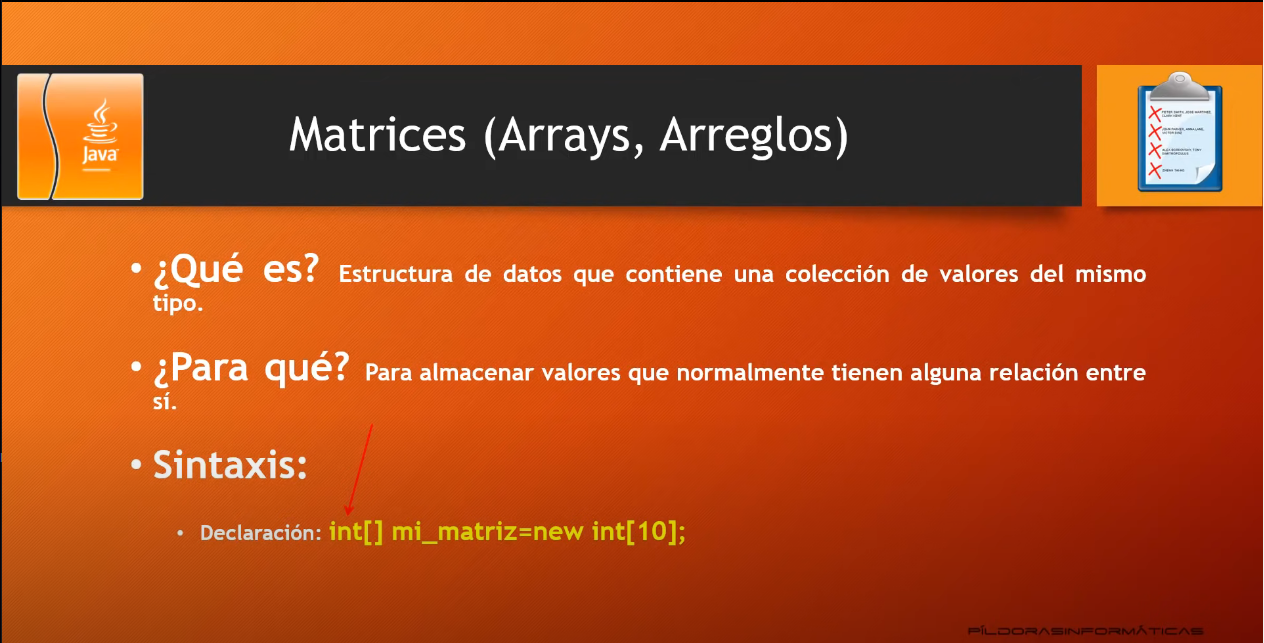 Java
Matrices (Arrays, Arreglos)
• ¿Qué es? Estructura de datos que contiene una colección de valores del mismo
tipo.
• ¿Para qué? Para almacenar valores que normalmente tienen alguna relación entre
sí.
• Sintaxis:
• Declaración: int[] mi_matriz=new int[10];
PÍLDORASINFORMÁTICAS